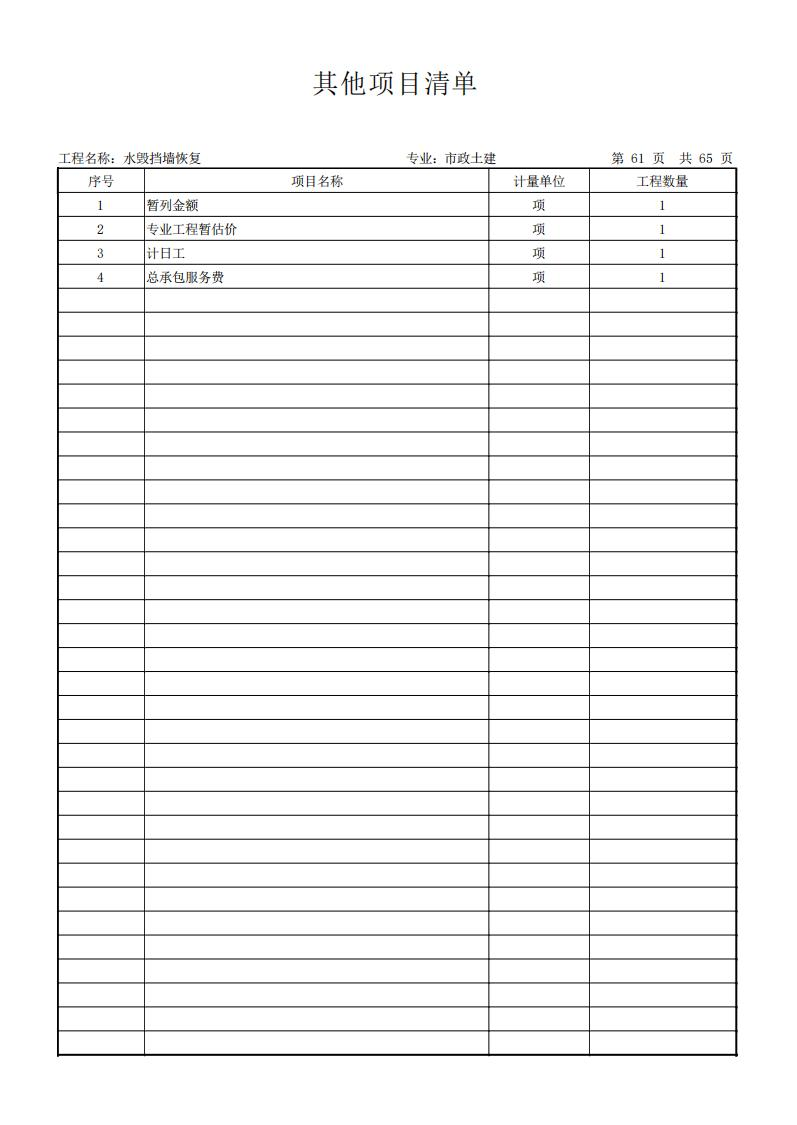 其他项目清单
工程名称：水毁挡墙恢复 专业：市政土建 第 61 页 共 65 页
序号 项目名称 计量单位 工程数量
1 暂列金额 项 1
2 专业工程暂估价 项 1
3 计日工 项 1
4 总承包服务费 项 1